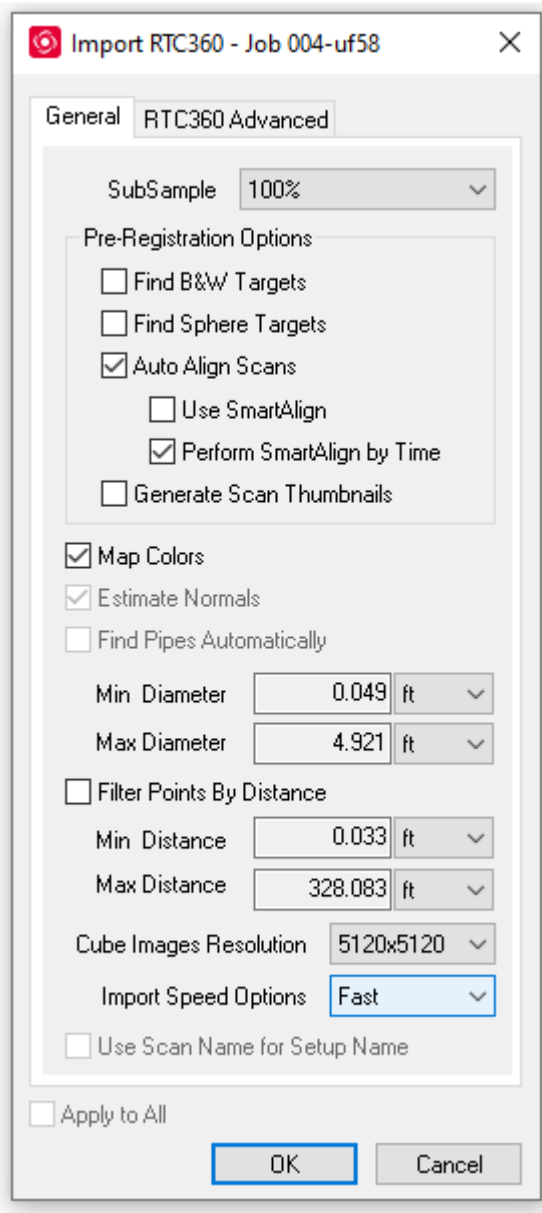 Import RTC360 - Job 004-uf58
General RTC360 Advanced
SubSample 100%
Pre-Registration Options
Find B&W Targets
Find Sphere Targets
Auto Align Scans
Use SmartAlign
Perform SmartAlign by Time
Generate Scan Thumbnails
Map Colors
Estimate Normals
Find Pipes Automatically
Min Diameter 0.049 ft
Max Diameter 4.921 ft
Filter Points By Distance
Min Distance 0.033 ft
Max Distance 328.083 ft
Cube Images Resolution 5120x5120
Import Speed Options Fast
Use Scan Name for Setup Name
Apply to All
OK Cancel